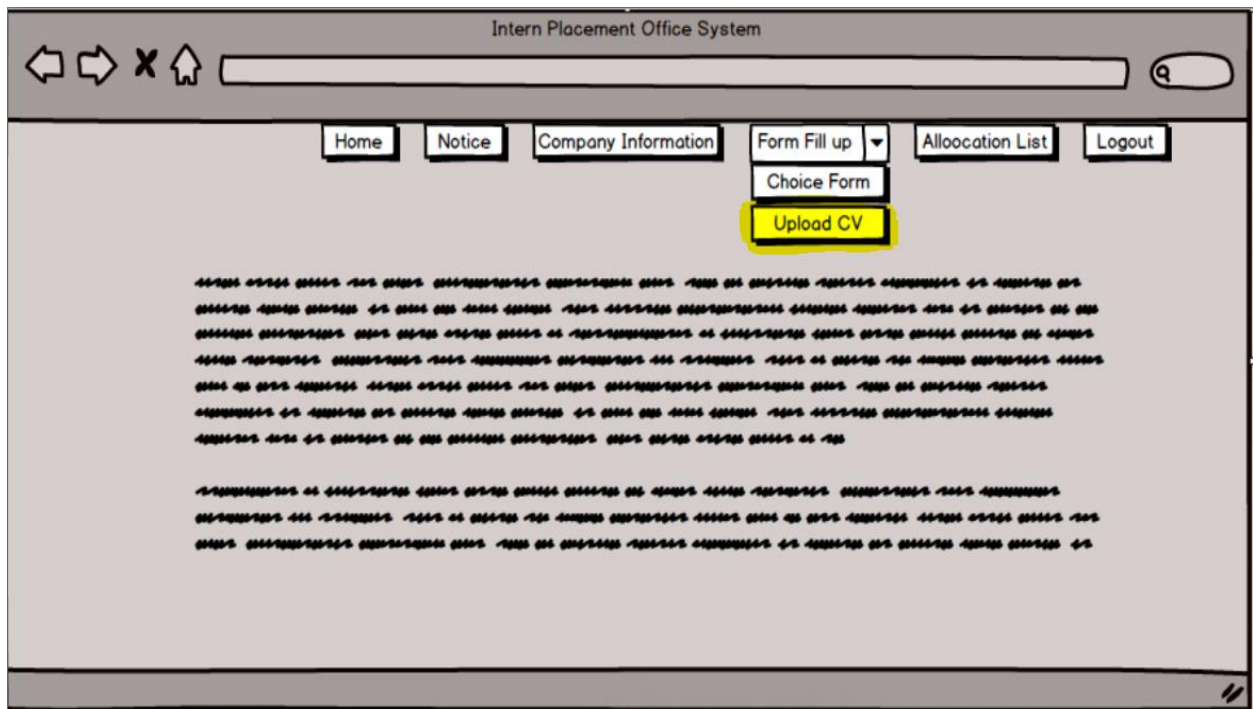 Intern Placement Office System
Home Notice Company Information Form Fill up Alloocation List Logout
Choice Form
Upload CV